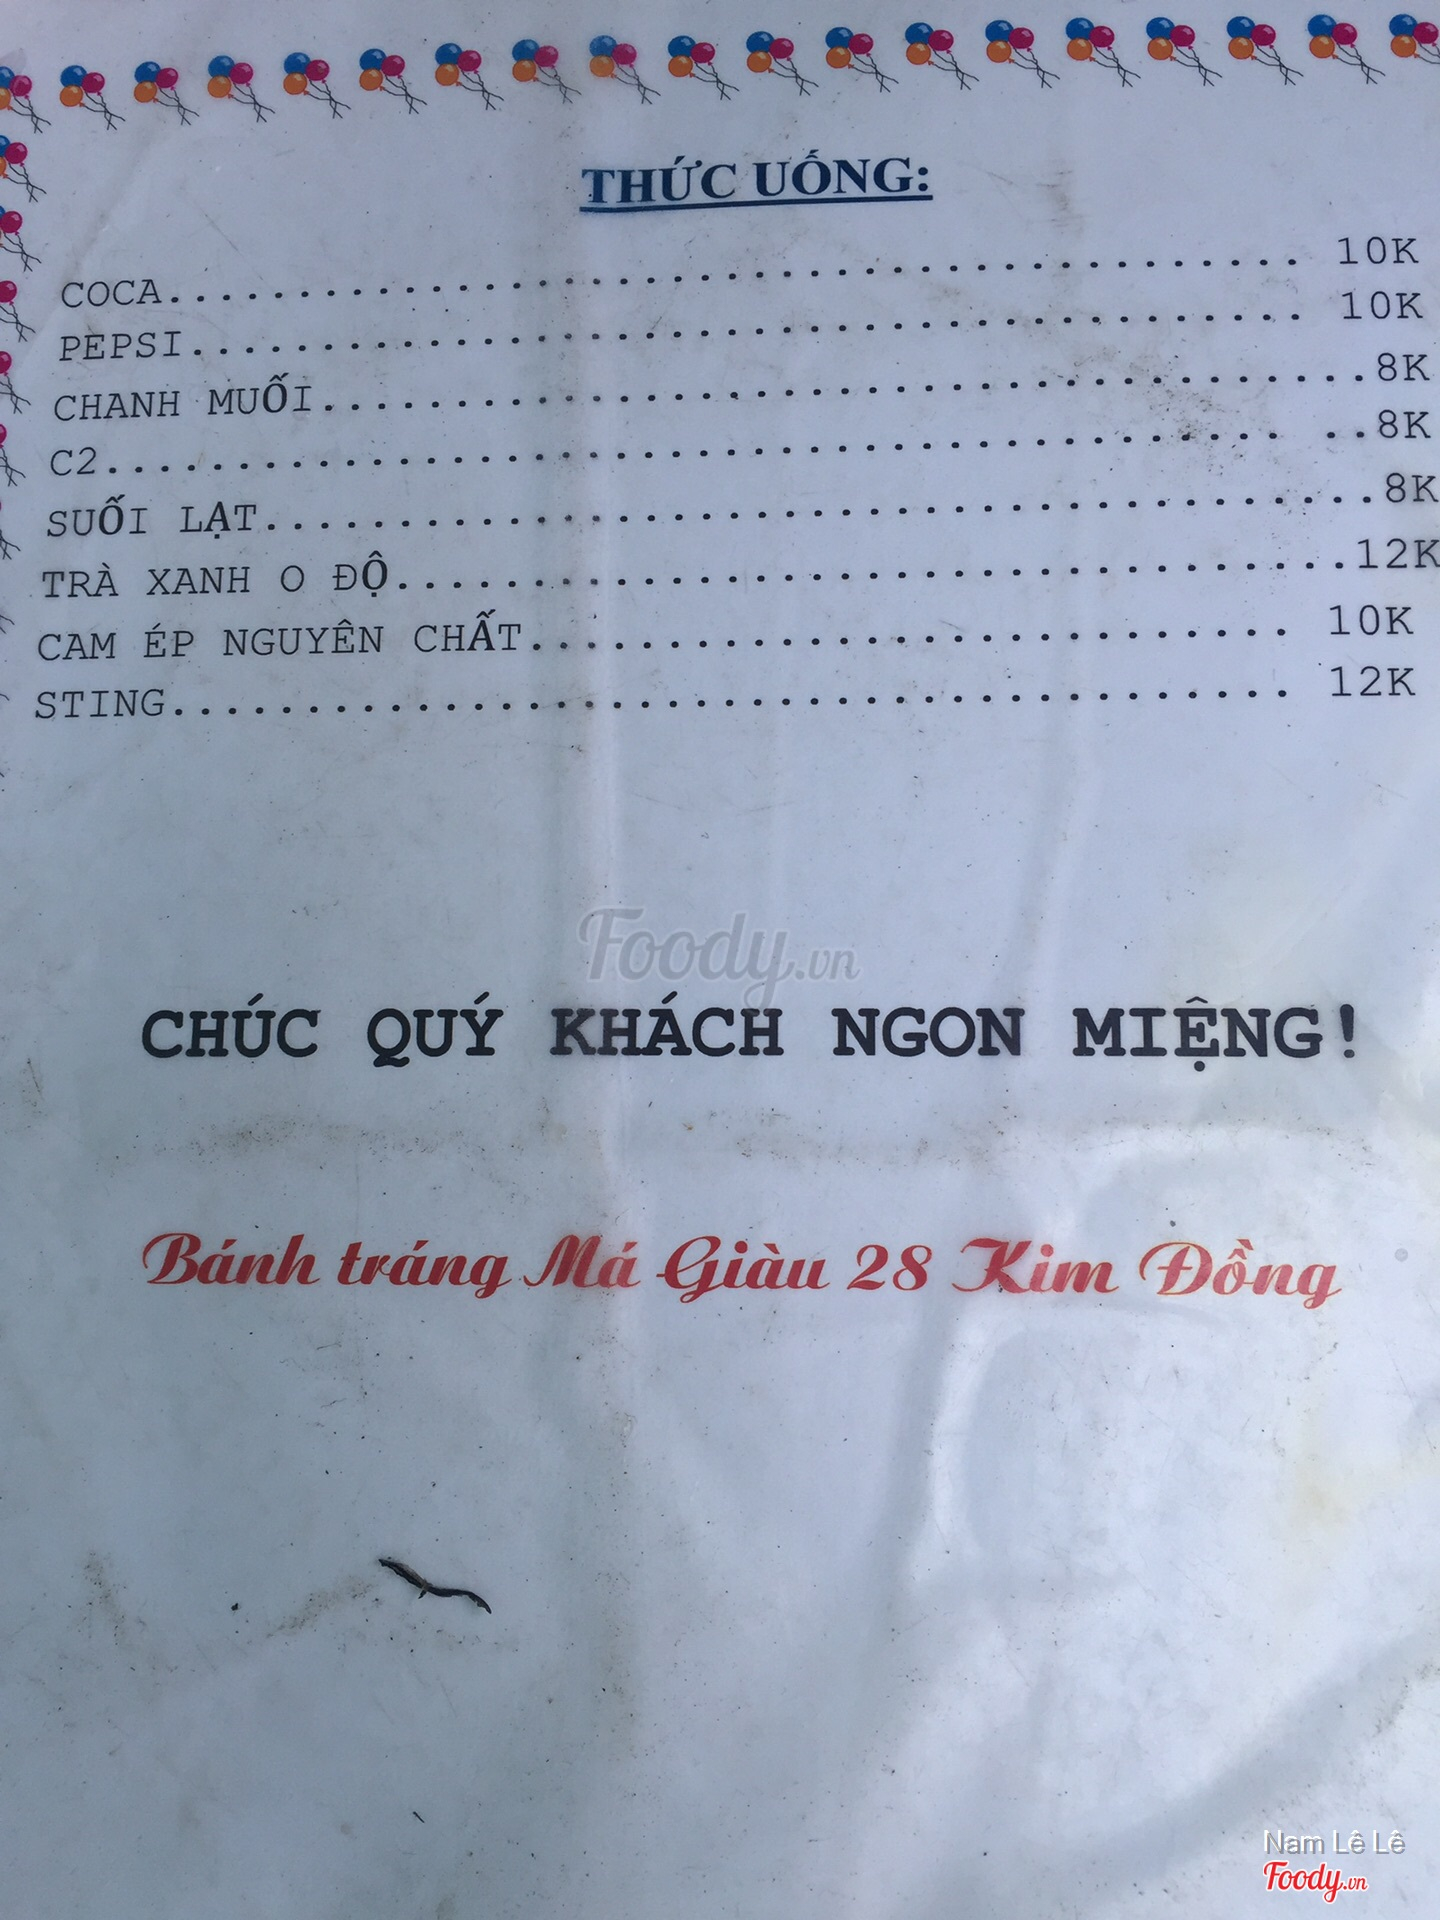 THỨC UỐNG:
COCA........................................... 10K
PEPSI.......................................... 10K
CHANH MUỐI.......................................8K
C2............................................ ..8K
SUỐI LẠT..........................................8K
TRÀ XANH O ĐỘ....................................12K
CAM ÉP NGUYÊN CHẤT............................. 10K
STING.......................................... 12K
Foody.vn
CHÚC QUÝ KHÁCH NGON MIỆNG!
Bánh tráng Má Giàu 28 Kim Đồng
Nam Lê Lê
Foody.vn